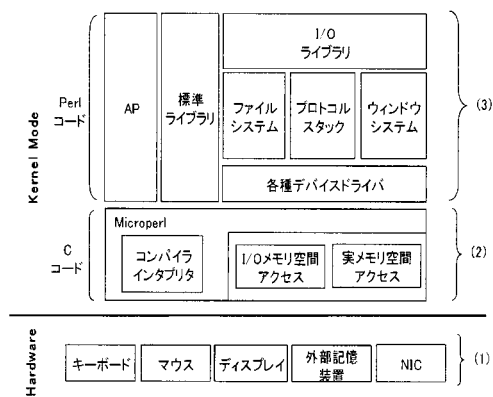 Kernel Mode
Perl
コード
AP
標準
ライブラリ
I/O
ライブラリ
ファイル
システム
プロトコル
スタック
ウィンドウ
システム
各種デバイスドライバ
(3)
C
コード
Microperl
コンパイラ
インタプリタ
I/Oメモリ空間
アクセス
実メモリ空間
アクセス
(2)
Hardware
キーボード
マウス
ディスプレイ
外部記憶
装置
NIC
(1)